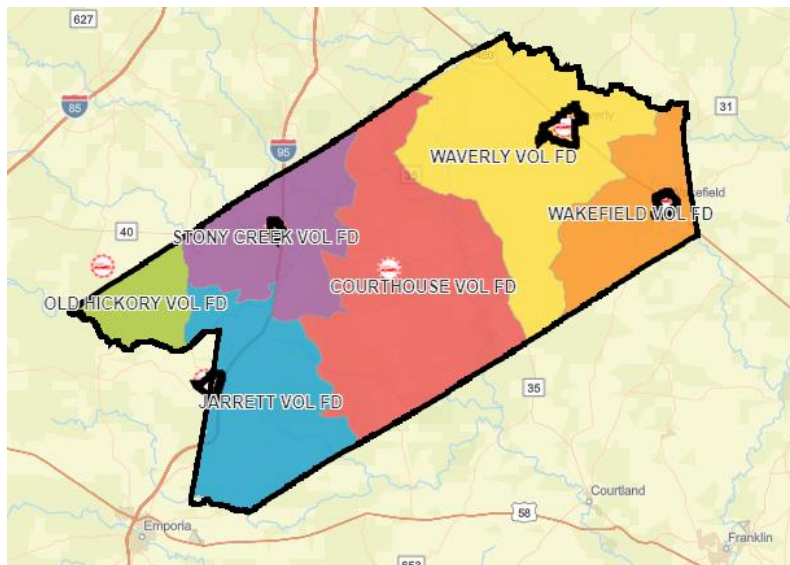 627
85
95
31
WAVERLY VOL FD
WAKEFIELD VOL FD
40
STONY CREEK VOL FD
COURTHOUSE VOL FD
OLD HICKORY VOL FD
35
JARRETT VOL FD
Courtland
58
Emporia
Franklin
653